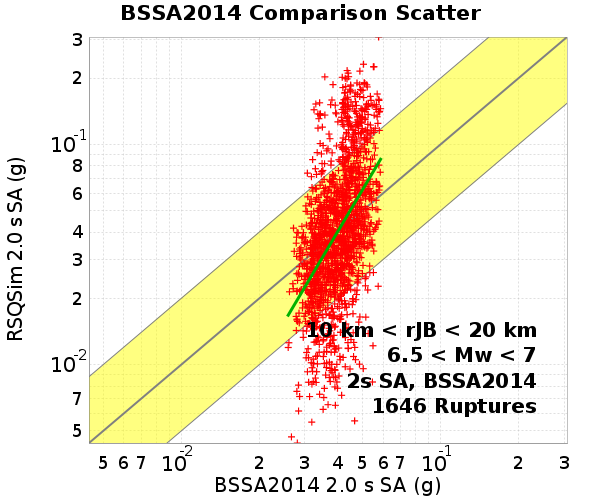 BSSA2014 Comparison Scatter
RSQSim 2.0 s SA (g)
3
2
10-1
8
6
5
4
3
2
10-2
7
5
10 km < rJB < 20 km
6.5 < Mw < 7
2s SA, BSSA2014
1646 Ruptures
5 6 7 10-2 2 3 4 5 6 7 10-1 2 3
BSSA2014 2.0 s SA (g)